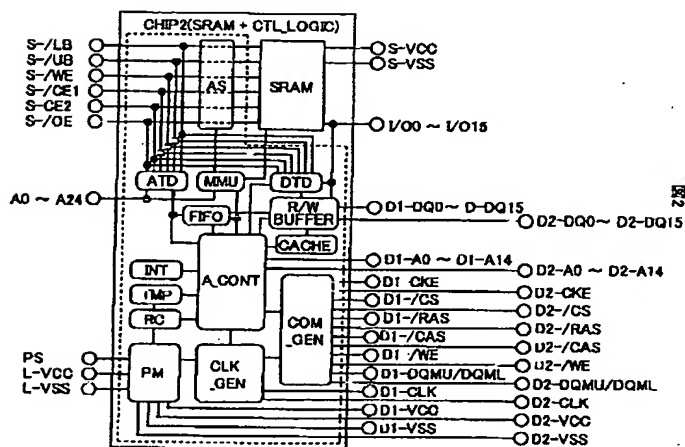 CHIP2(SRAM + CTL_LOGIC)
S-/LB
S-/UB
S-/WE
S-/CE1
S-CE2
S-/OE
A0 ~ A24
AS
SRAM
S-VCC
S-VSS
I/O0 ~ I/O15
ATD
MMU
DTD
FIFO
R/W
BUFFER
CACHE
D1-DQ0~ D-DQ15
D2-DQ0~ D2-DQ15
INT
TMP
RC
A_CONT
COM
_GEN
D1-A0 ~ D1-A14
D2-A0 ~ D2-A14
D1-CKE
D2-CKE
D1-/CS
D2-/CS
D1-/RAS
D2-/RAS
D1-/CAS
D2-/CAS
D1-/WE
D2-/WE
D1-DQMU/DQML
D2-DQMU/DQML
D1-CLK
D2-CLK
D1-VCC
D2-VCC
D1-VSS
D2-VSS
PS
L-VCC
L-VSS
PM
CLK
_GEN
図2